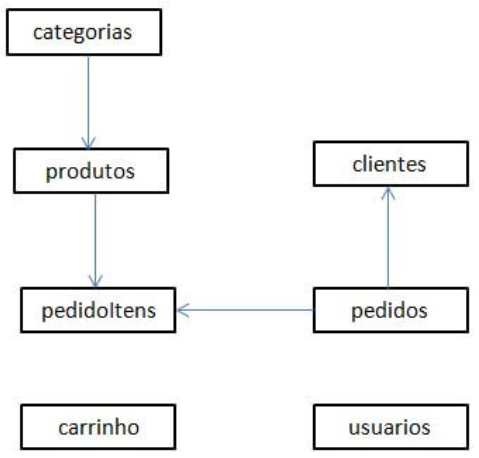 categorias
produtos
clientes
pedidoItens
pedidos
carrinho
usuarios